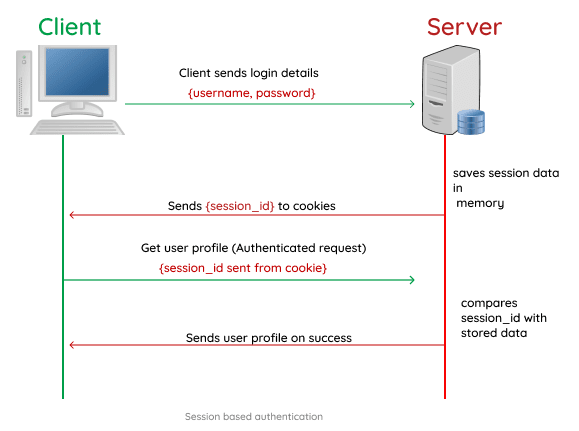 Client
Server
Client sends login details
{username, password}
saves session data
in
memory
Sends {session_id} to cookies
Get user profile (Authenticated request)
{session_id sent from cookie}
compares
session_id with
stored data
Sends user profile on success
Session based authentication